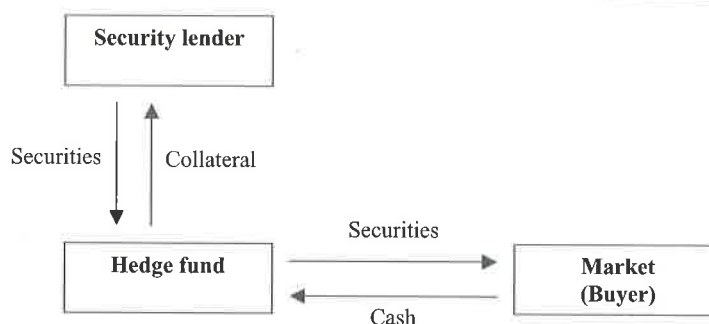 Security lender
Securities
Collateral
Securities
Hedge fund
Market
(Buyer)
Cash